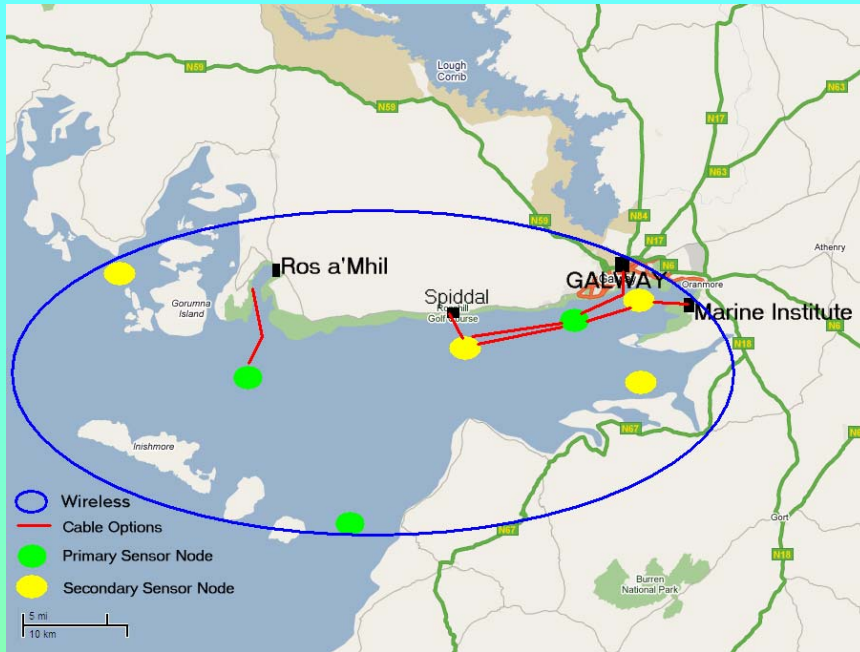 Lough
Corrib
N59
N59
N63
N17
N63
N59
N84
N17
N6
Athenry
Ros a'Mhil
GALWAY
Oranmore
Gorumna
Island
Spiddal
Golf Course
Marine Institute
N18
N6
N67
Inishmore
Wireless
Cable Options
Primary Sensor Node
Secondary Sensor Node
N67
Gort
N18
Burren
National Park
5 mi
10 km